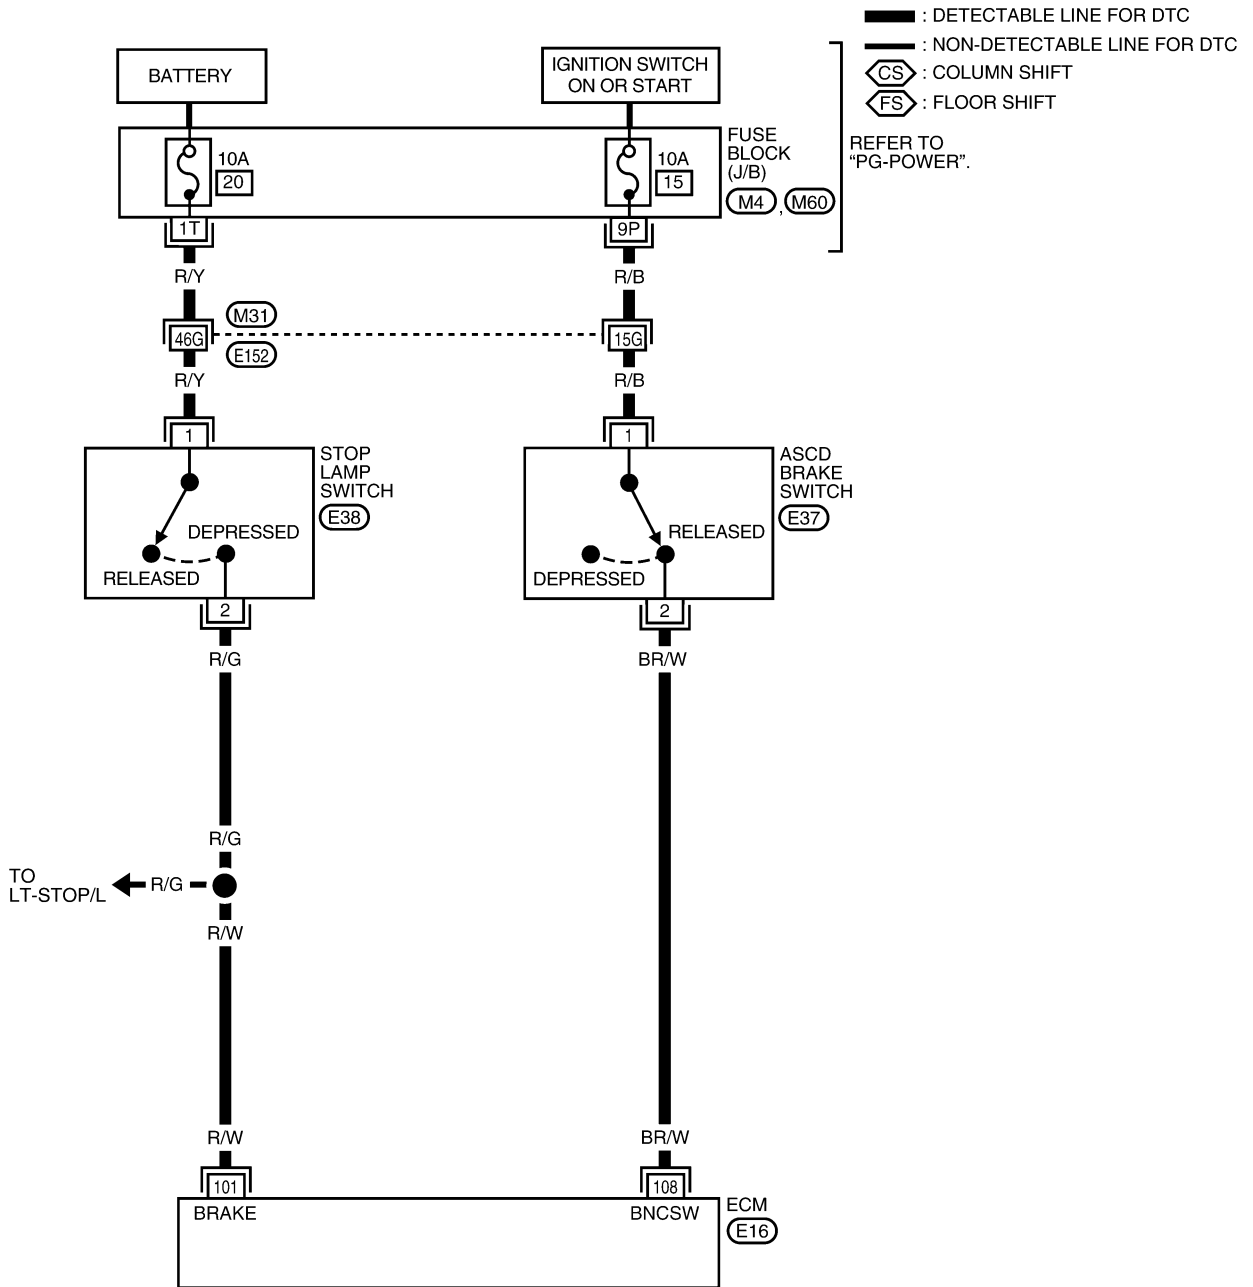 : DETECTABLE LINE FOR DTC
: NON-DETECTABLE LINE FOR DTC
CS : COLUMN SHIFT
FS : FLOOR SHIFT
BATTERY
IGNITION SWITCH
ON OR START
10A
20
10A
15
FUSE
BLOCK
(J/B)
M4 , M60
REFER TO
“PG-POWER”.
1T
9P
R/Y
R/B
M31
46G
15G
E152
R/Y
R/B
1
1
STOP
LAMP
SWITCH
E38
DEPRESSED
RELEASED
ASCD
BRAKE
SWITCH
E37
RELEASED
DEPRESSED
2
2
R/G
BR/W
R/G
TO
LT-STOP/L
R/G
R/W
R/W
BR/W
101
108
BRAKE
BNCSW
ECM
E16